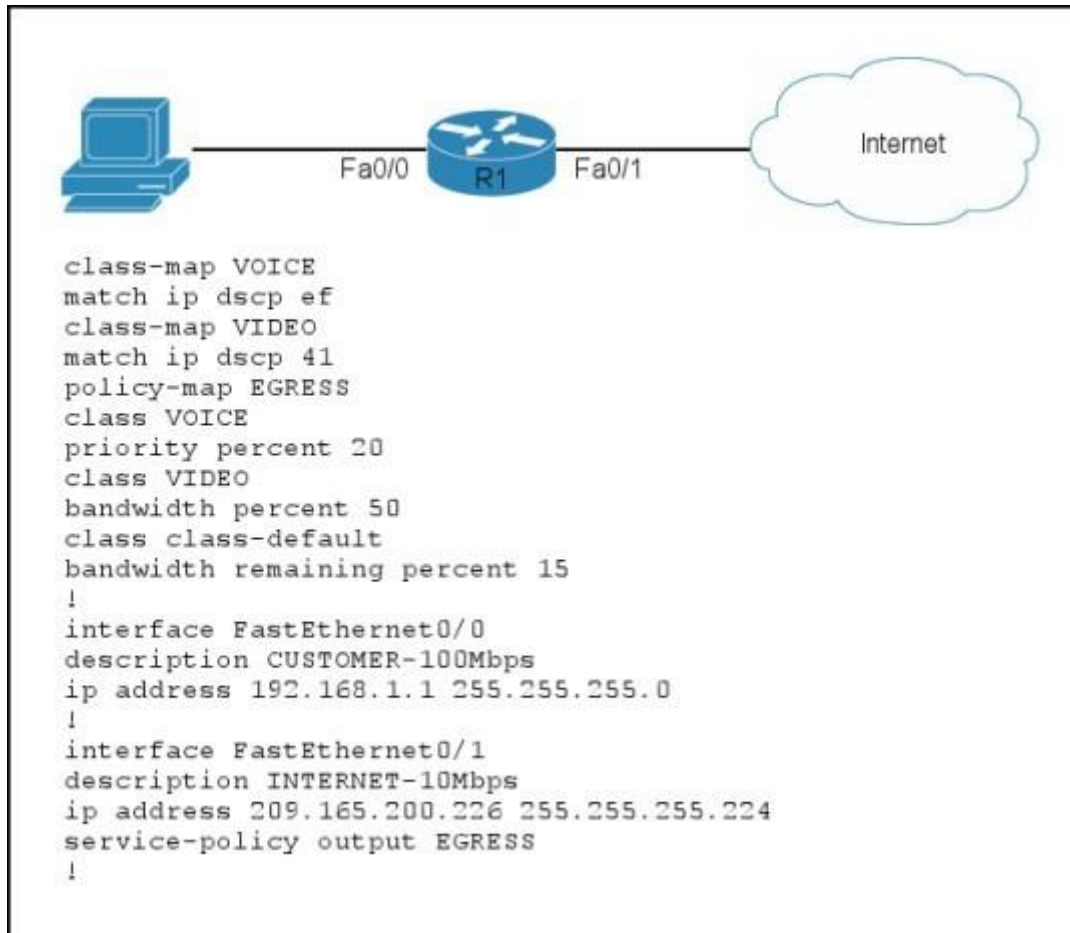 Internet
Fa0/0
R1
Fa0/1
class-map VOICE
match ip dscp ef
class-map VIDEO
match ip dscp 41
policy-map EGRESS
class VOICE
priority percent 20
class VIDEO
bandwidth percent 50
class class-default
bandwidth remaining percent 15
!
interface FastEthernet0/0
description CUSTOMER-100Mbps
ip address 192.168.1.1 255.255.255.0
!
interface FastEthernet0/1
description INTERNET-10Mbps
ip address 209.165.200.226 255.255.255.224
service-policy output EGRESS
!